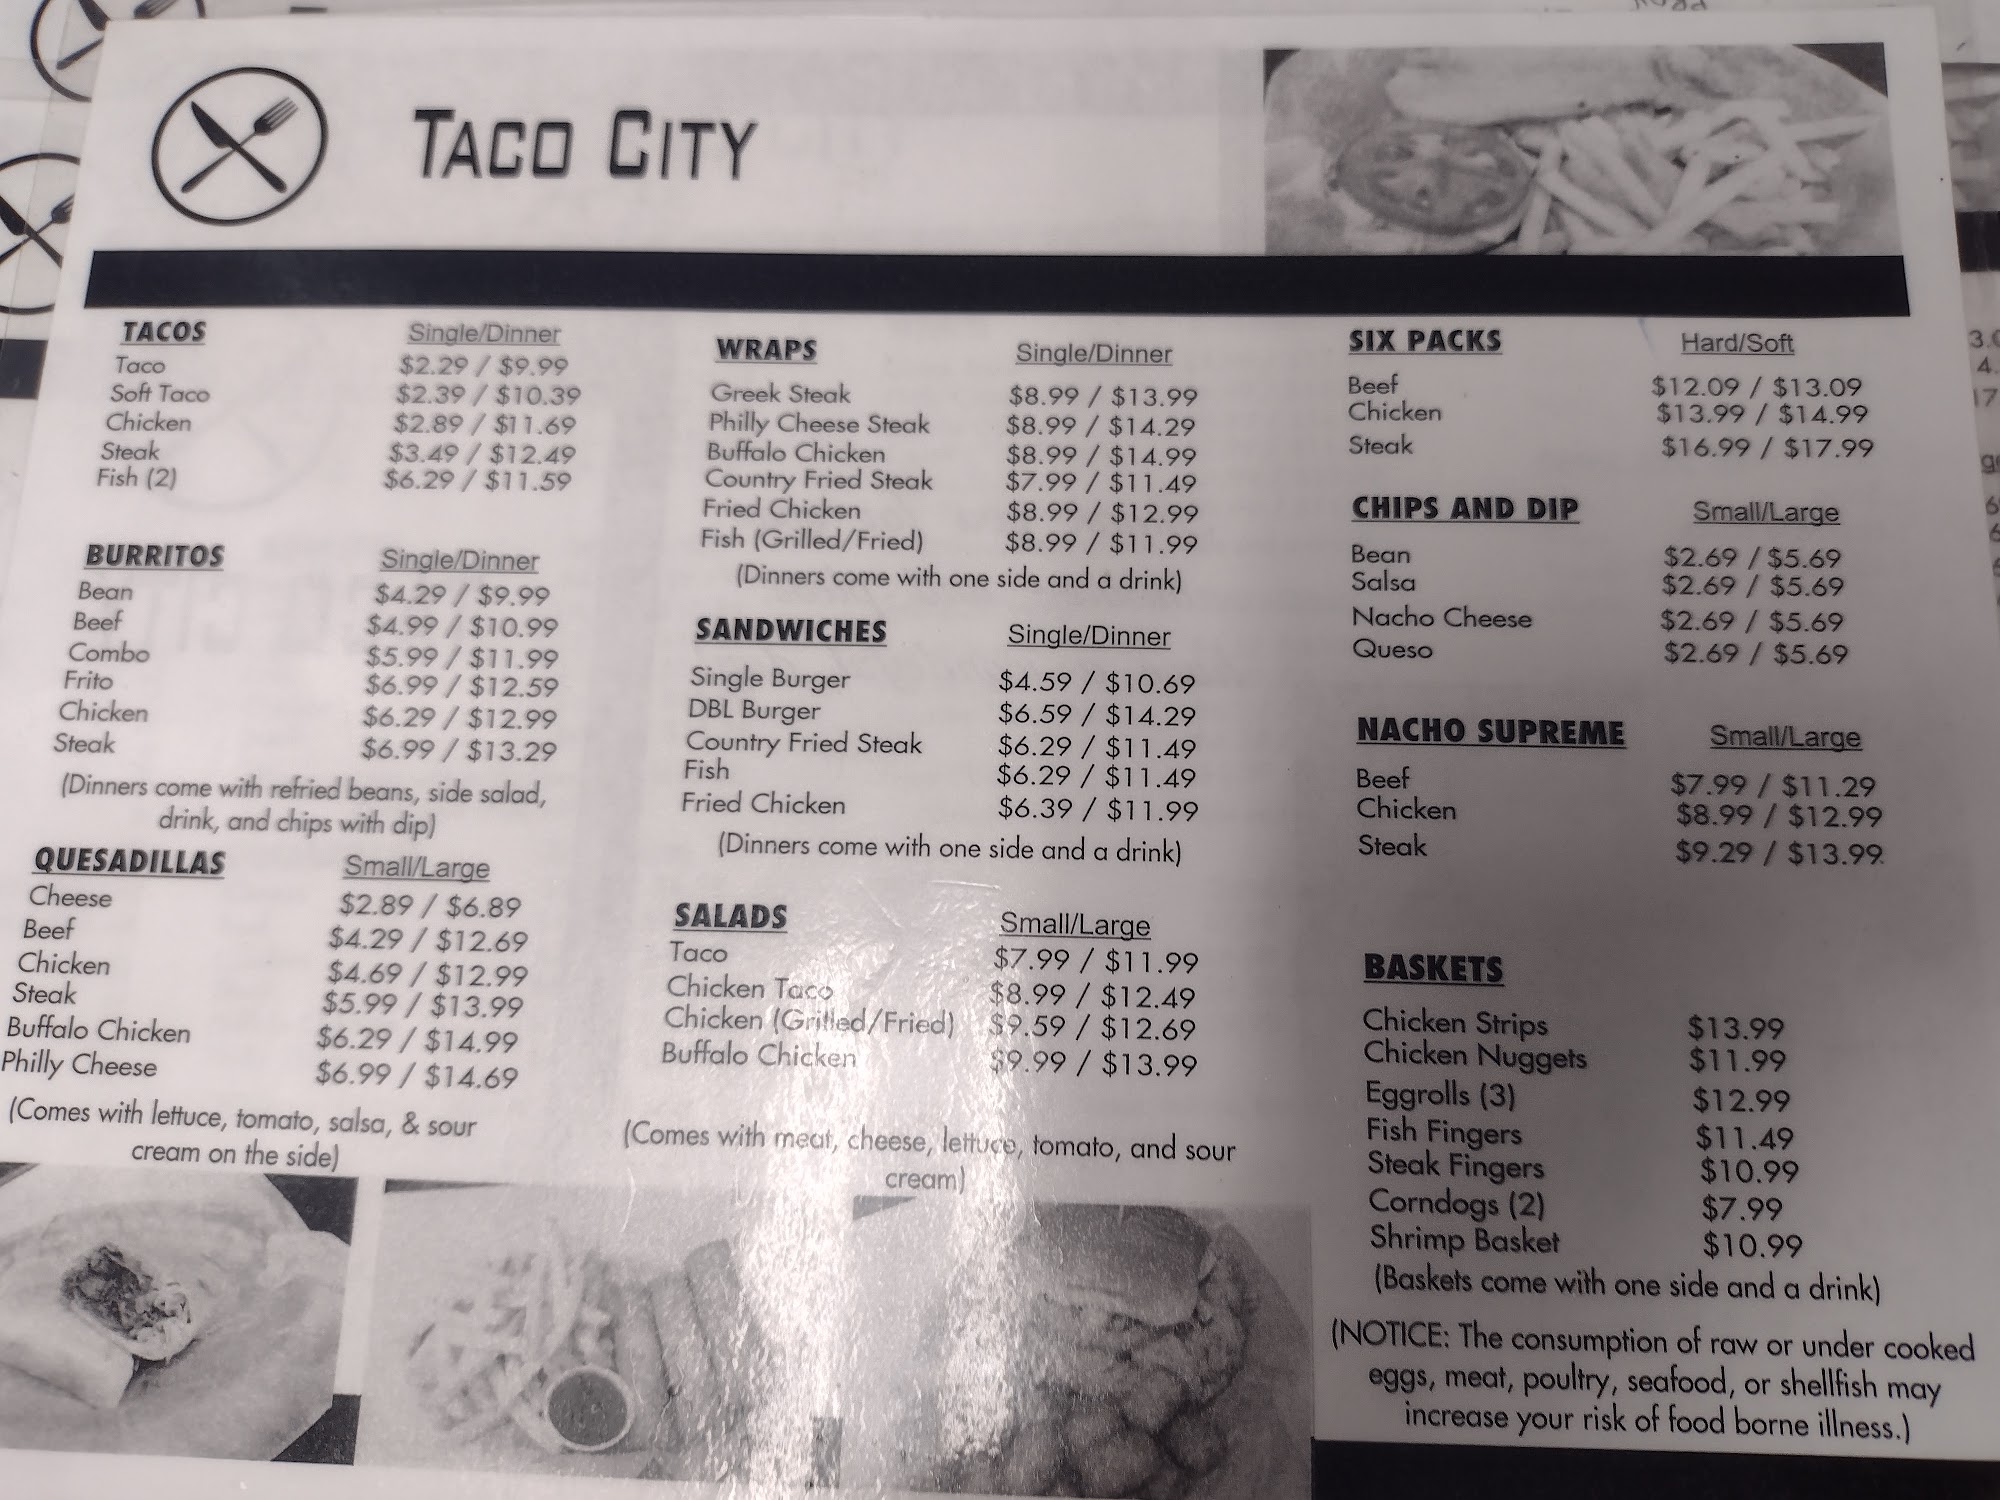 TACO CITY
TACOS Single/Dinner
Taco $2.29 / $9.99
Soft Taco $2.39 / $10.39
Chicken $2.89 / $11.69
Steak $3.49 / $12.49
Fish (2) $6.29 / $11.59
BURRITOS Single/Dinner
Bean $4.29 / $9.99
Beef $4.99 / $10.99
Combo $5.99 / $11.99
Frito $6.99 / $12.59
Chicken $6.29 / $12.99
Steak $6.99 / $13.29
(Dinners come with refried beans, side salad,
drink, and chips with dip)
QUESADILLAS Small/Large
Cheese $2.89 / $6.89
Beef $4.29 / $12.69
Chicken $4.69 / $12.99
Steak $5.99 / $13.99
Buffalo Chicken $6.29 / $14.99
Philly Cheese $6.99 / $14.69
(Comes with lettuce, tomato, salsa, & sour
cream on the side)
WRAPS Single/Dinner
Greek Steak $8.99 / $13.99
Philly Cheese Steak $8.99 / $14.29
Buffalo Chicken $8.99 / $14.99
Country Fried Steak $7.99 / $11.49
Fried Chicken $8.99 / $12.99
Fish (Grilled/Fried) $8.99 / $11.99
(Dinners come with one side and a drink)
SANDWICHES Single/Dinner
Single Burger $4.59 / $10.69
DBL Burger $6.59 / $14.29
Country Fried Steak $6.29 / $11.49
Fish $6.29 / $11.49
Fried Chicken $6.39 / $11.99
(Dinners come with one side and a drink)
SALADS Small/Large
Taco $7.99 / $11.99
Chicken Taco $8.99 / $12.49
Chicken (Grilled/Fried) $9.59 / $12.69
Buffalo Chicken $9.99 / $13.99
(Comes with meat, cheese, lettuce, tomato, and sour
cream)
SIX PACKS Hard/Soft
Beef $12.09 / $13.09
Chicken $13.99 / $14.99
Steak $16.99 / $17.99
CHIPS AND DIP Small/Large
Bean $2.69 / $5.69
Salsa $2.69 / $5.69
Nacho Cheese $2.69 / $5.69
Queso $2.69 / $5.69
NACHO SUPREME Small/Large
Beef $7.99 / $11.29
Chicken $8.99 / $12.99
Steak $9.29 / $13.99
BASKETS
Chicken Strips $13.99
Chicken Nuggets $11.99
Eggrolls (3) $12.99
Fish Fingers $11.49
Steak Fingers $10.99
Corndogs (2) $7.99
Shrimp Basket $10.99
(Baskets come with one side and a drink)
(NOTICE: The consumption of raw or under cooked
eggs, meat, poultry, seafood, or shellfish may
increase your risk of food borne illness.)